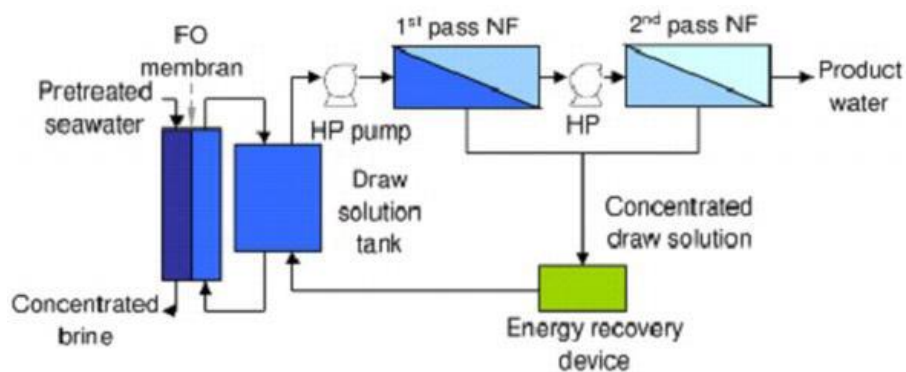 FO
membran
Pretreated
seawater
1st pass NF
2nd pass NF
HP pump
HP
Product
water
Draw
solution
tank
Concentrated
draw solution
Concentrated
brine
Energy recovery
device